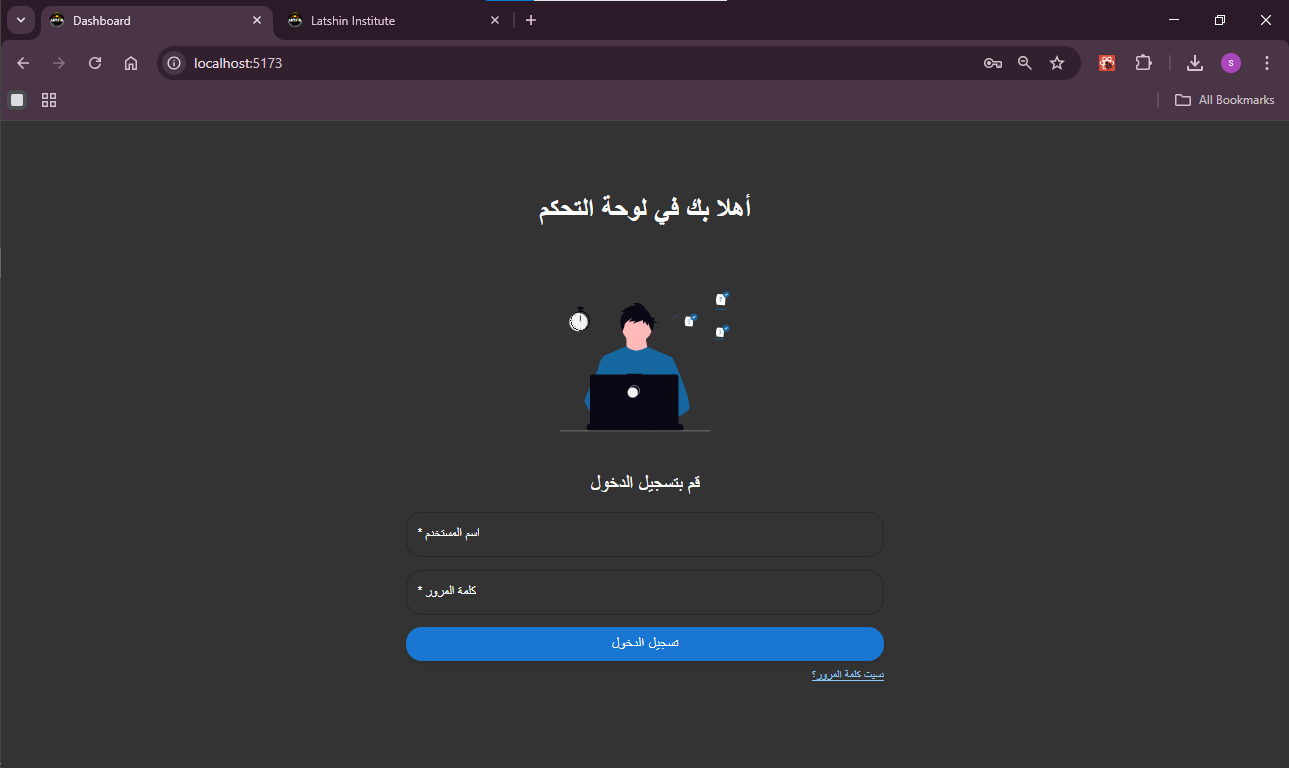 Dashboard
Latshin Institute
localhost:5173
S
All Bookmarks
أهلا بك في لوحة التحكم
قم بتسجيل الدخول
اسم المستخدم *
كلمة المرور *
تسجيل الدخول
نسيت كلمة المرور؟